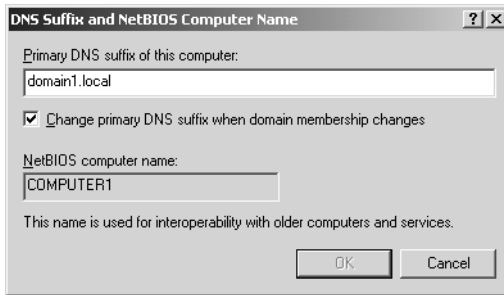 DNS Suffix and NetBIOS Computer Name
Primary DNS suffix of this computer:
domain1.local
Change primary DNS suffix when domain membership changes
NetBIOS computer name:
COMPUTER1
This name is used for interoperability with older computers and services.
OK Cancel